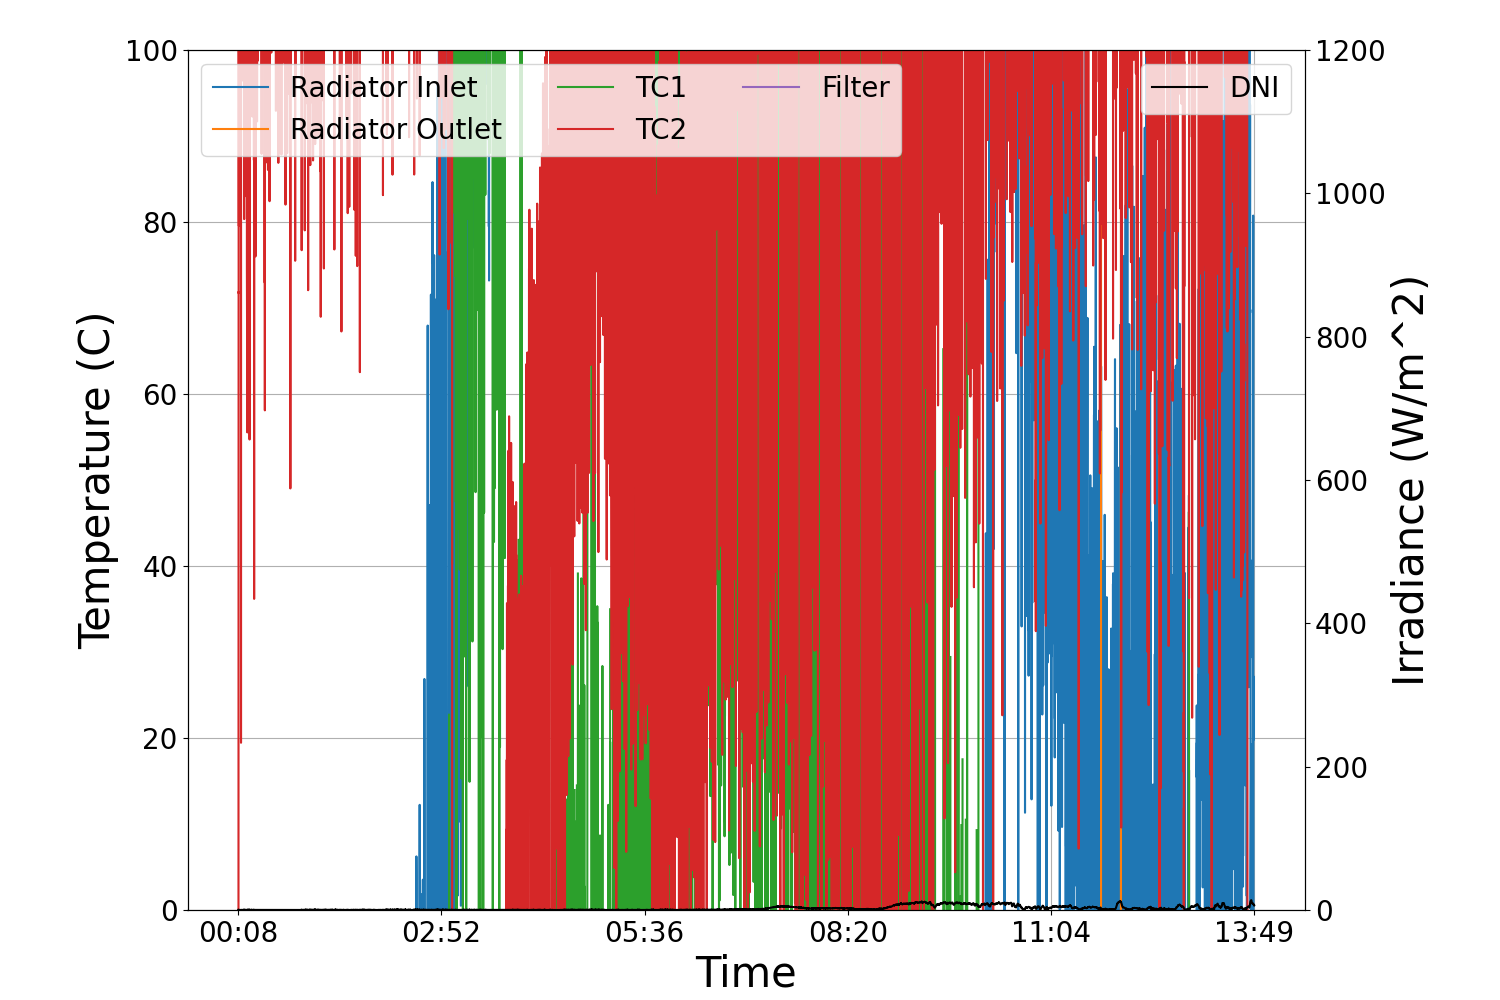 100
80
60
40
20
0
Temperature (C)
Radiator Inlet
Radiator Outlet
TC1
TC2
Filter
DNI
1200
1000
800
600
400
200
0
Irradiance (W/m^2)
00:08
02:52
05:36
08:20
11:04
13:49
Time